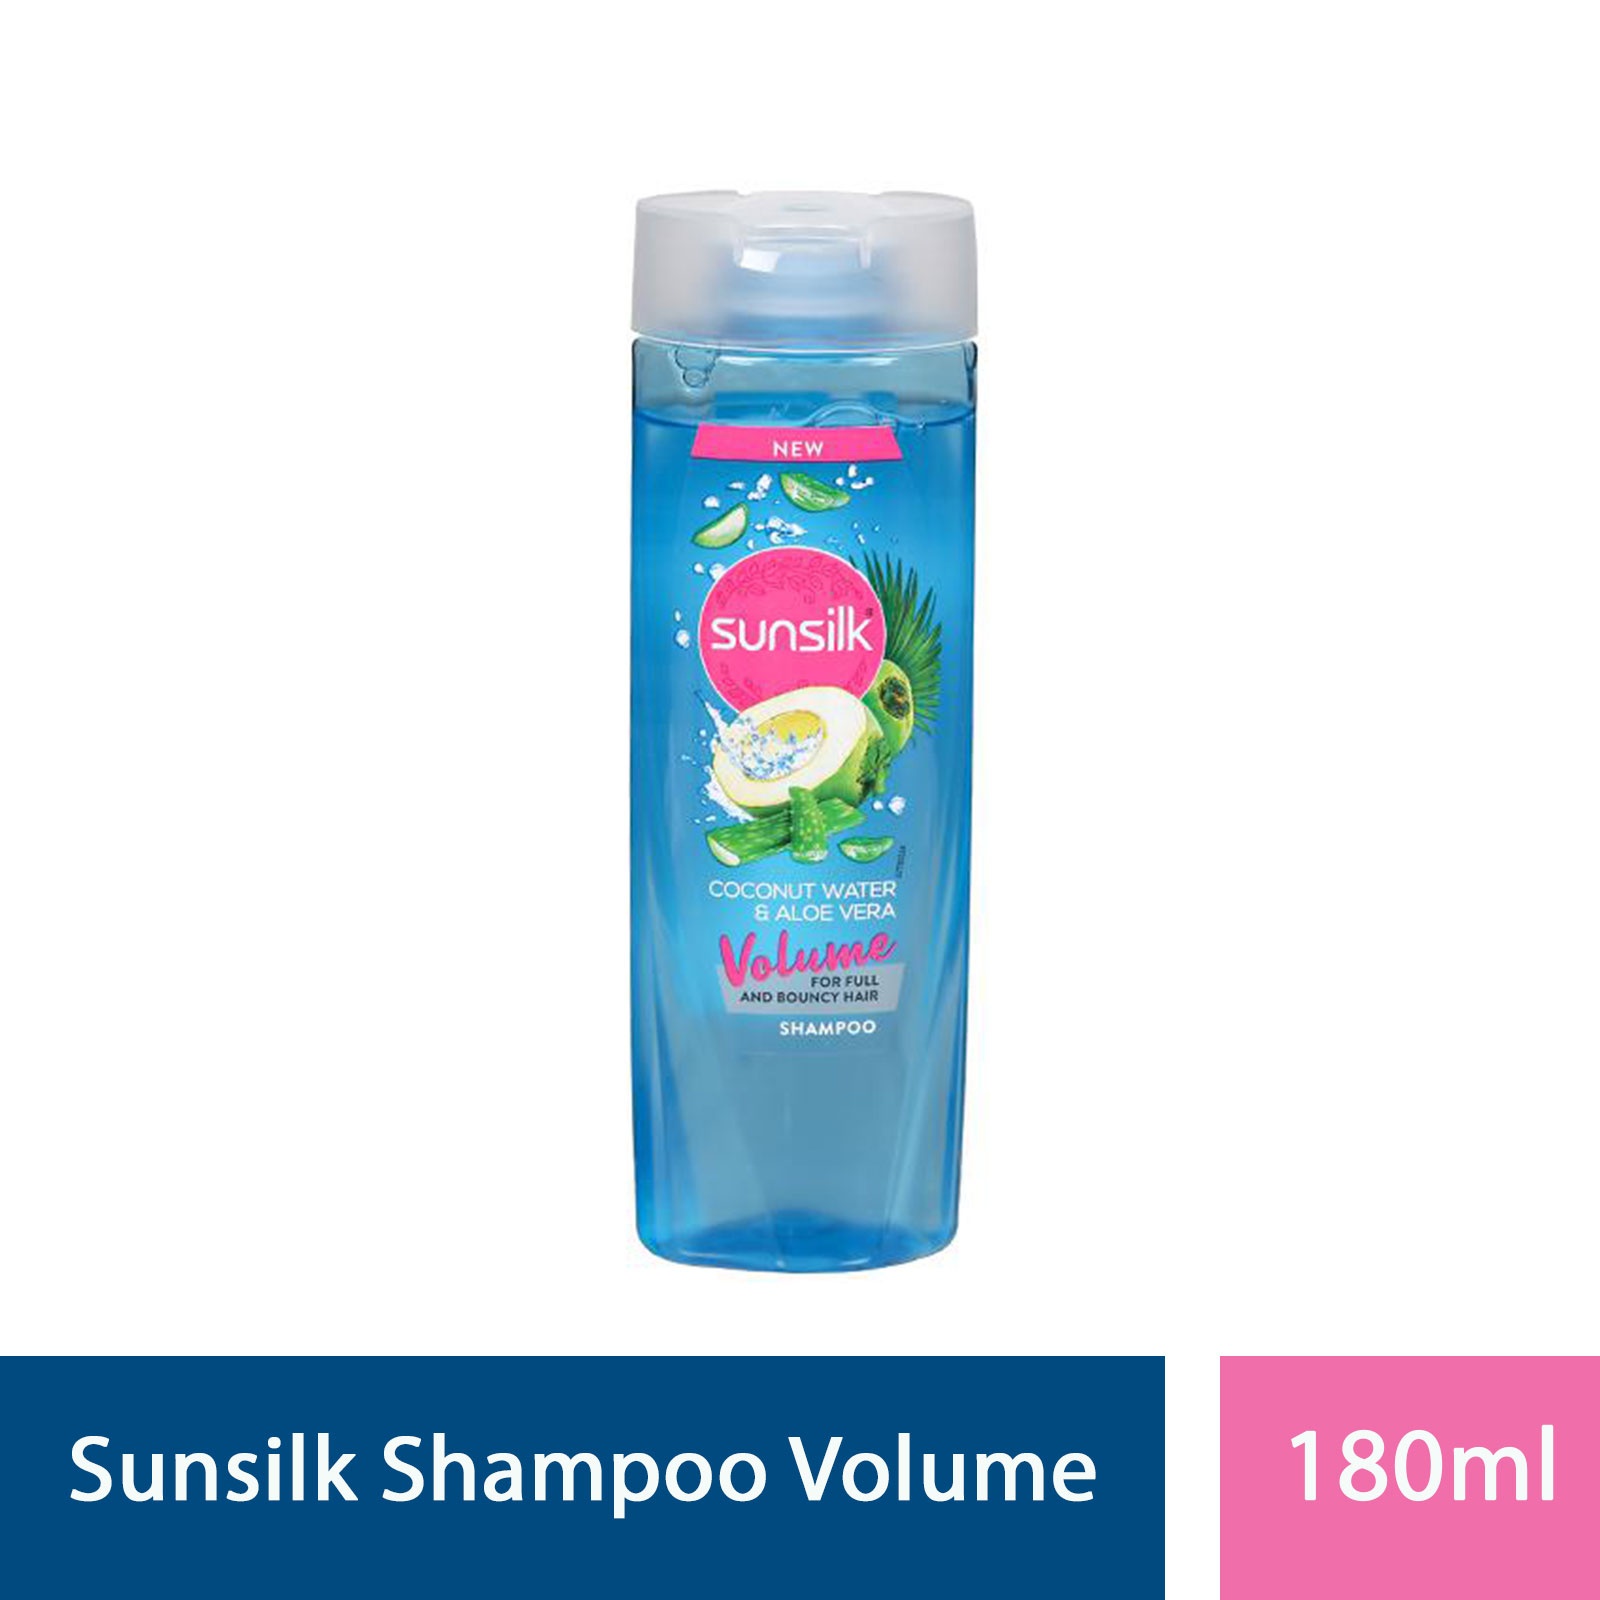 NEW
sunsilk
COCONUT WATER
& ALOE VERA
Volume
FOR FULL
AND BOUNCY HAIR
SHAMPOO
Sunsilk Shampoo Volume
180ml